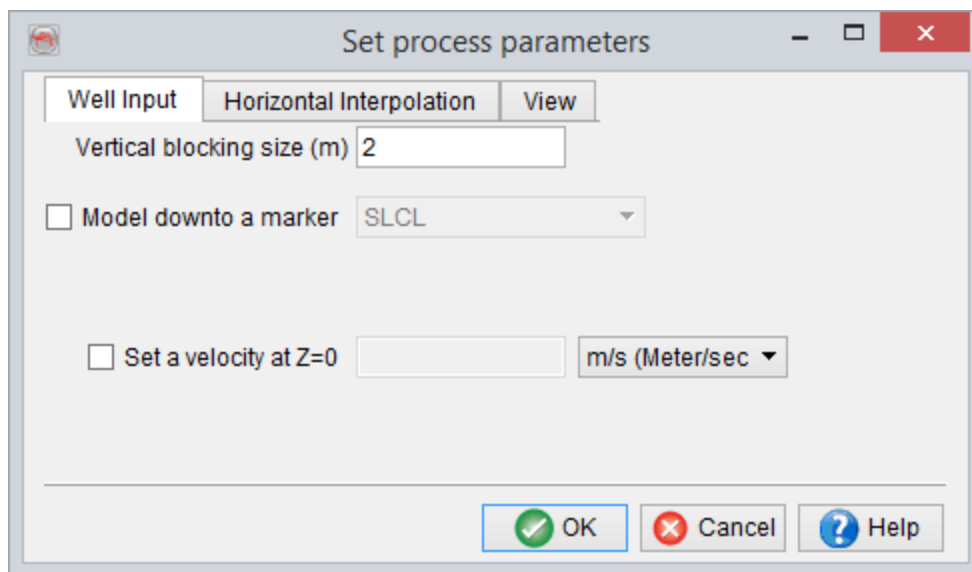 Set process parameters
Well Input Horizontal Interpolation View
Vertical blocking size (m) 2
Model downto a marker SLCL
Set a velocity at Z=0 m/s (Meter/sec
OK Cancel Help